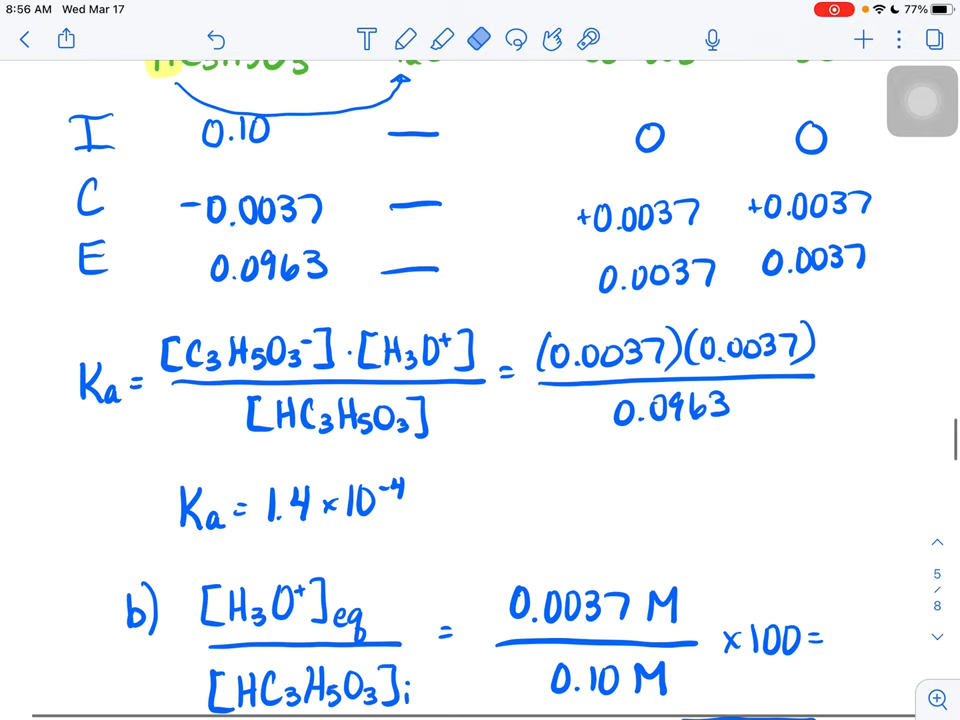 8:56 AM Wed Mar 17 77%
I 0.10 — 0 0
C -0.0037 — +0.0037 +0.0037
E 0.0963 — 0.0037 0.0037
Ka = [C₃H₅O₃⁻]·[H₃O⁺] / [HC₃H₅O₃] = (0.0037)(0.0037) / 0.0963
Ka = 1.4 × 10⁻⁴
5 / 8
b) [H₃O⁺]eq / [HC₃H₅O₃]i = 0.0037 M / 0.10 M × 100 =